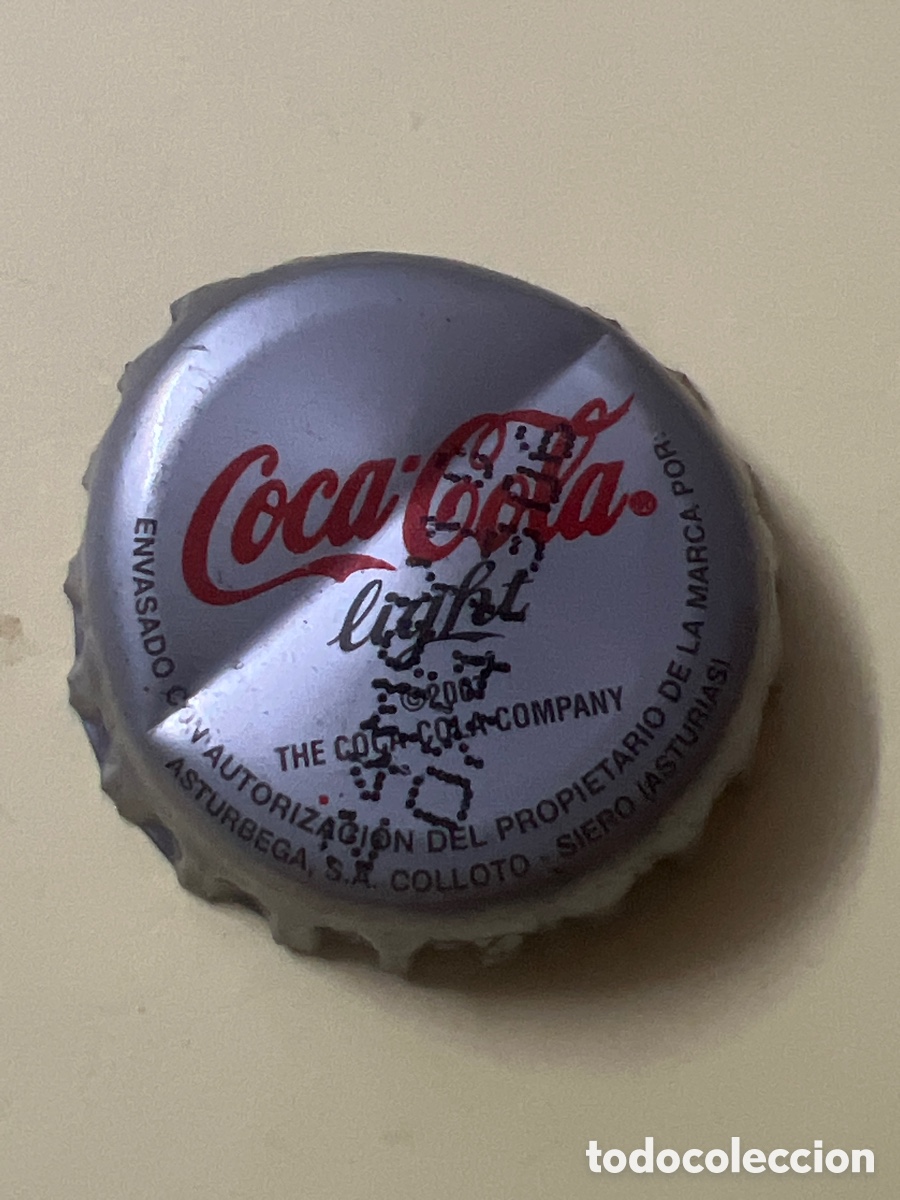 Coca-Cola®
light
THE COCA-COLA COMPANY
ENVASADO CON AUTORIZACIÓN DEL PROPIETARIO DE LA MARCA POR:
ASTURBEGA, S.A. COLLOTO - SIERO (ASTURIAS)
todocoleccion